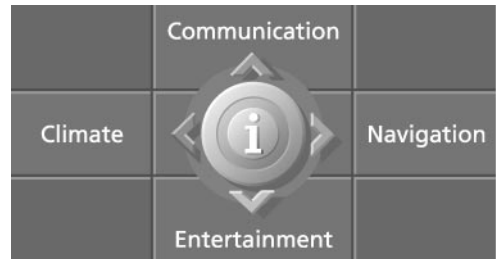 Communication
Climate
i
Navigation
Entertainment